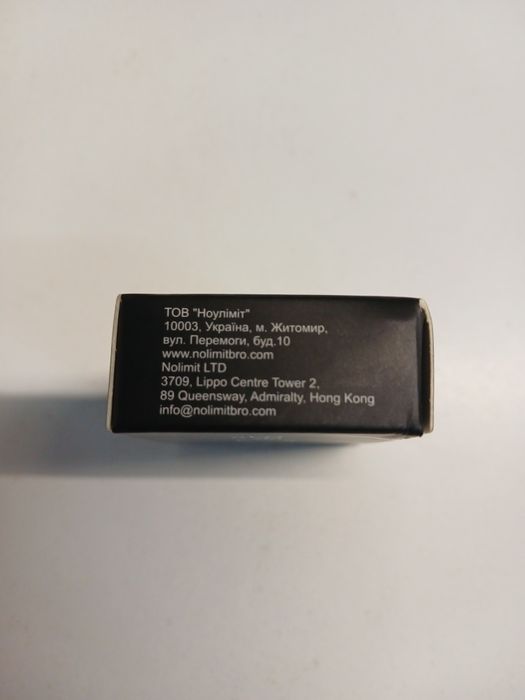 ТОВ "Ноуліміт"
10003, Україна, м. Житомир,
вул. Перемоги, буд.10
www.nolimitbro.com
Nolimit LTD
3709, Lippo Centre Tower 2,
89 Queensway, Admiralty, Hong Kong
info@nolimitbro.com